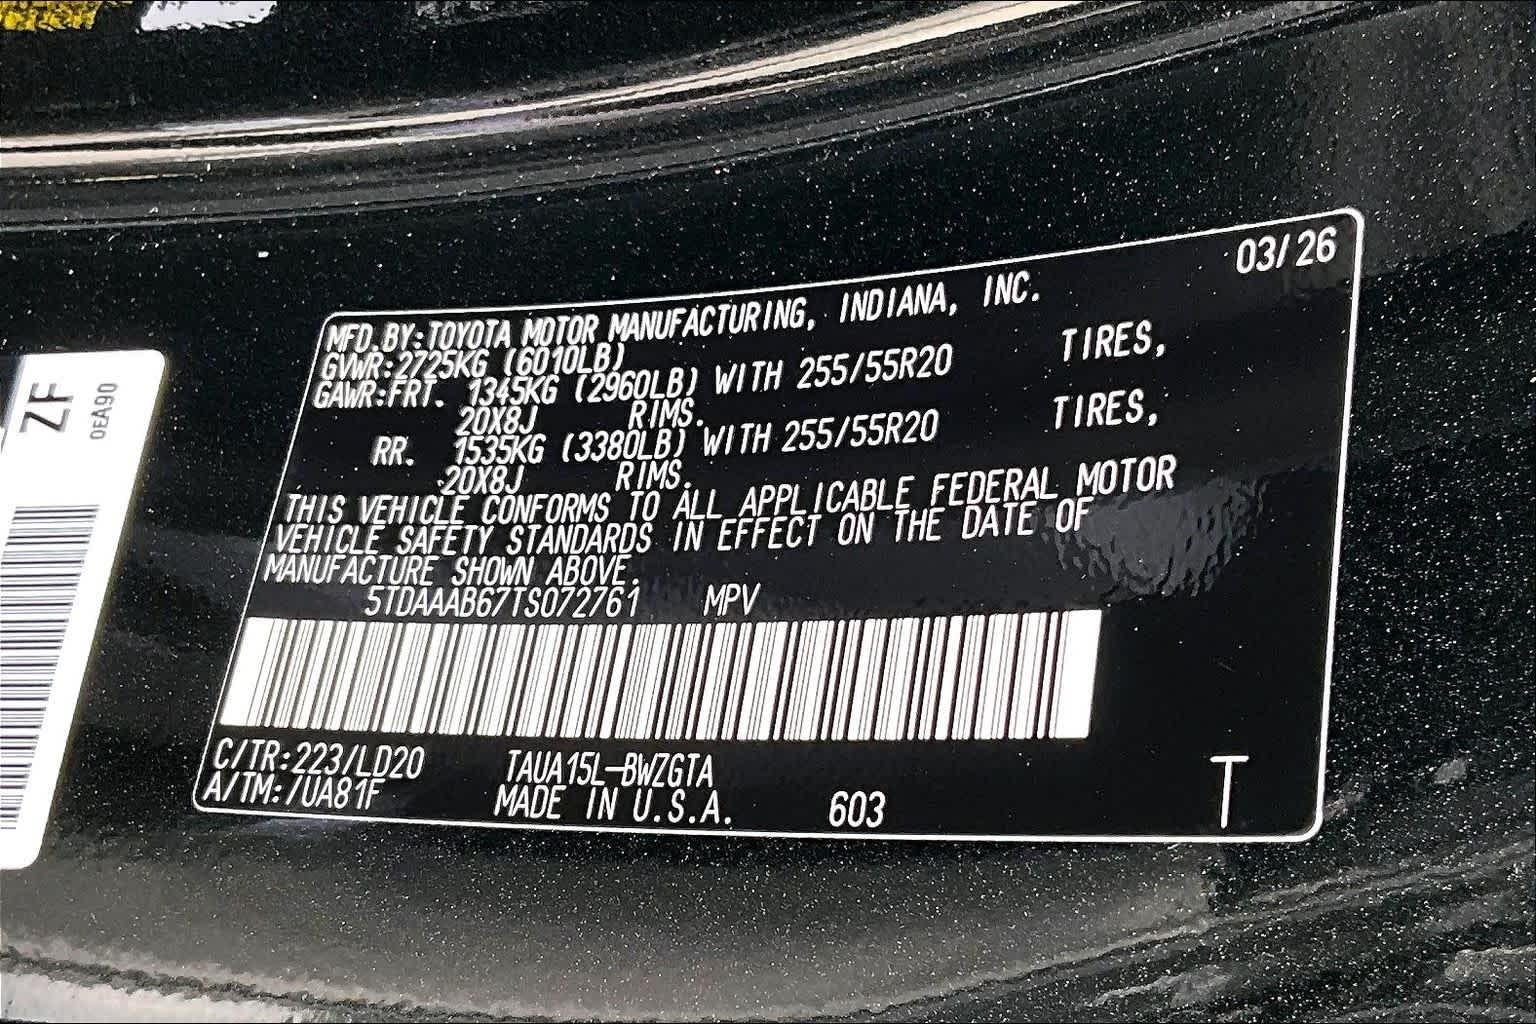 03/26
MFD.BY:TOYOTA MOTOR MANUFACTURING, INDIANA, INC.
GVWR:2725KG (6010LB)
GAWR:FRT. 1345KG (2960LB) WITH 255/55R20 TIRES,
20X8J RIMS.
RR. 1535KG (3380LB) WITH 255/55R20 TIRES,
20X8J RIMS.
THIS VEHICLE CONFORMS TO ALL APPLICABLE FEDERAL MOTOR
VEHICLE SAFETY STANDARDS IN EFFECT ON THE DATE OF
MANUFACTURE SHOWN ABOVE.
5TDAAAB67TS072761 MPV
C/TR:223/LD20 TAUA15L-BWZGTA
A/TM:/UA81F MADE IN U.S.A. 603
T
ZF
0EA90